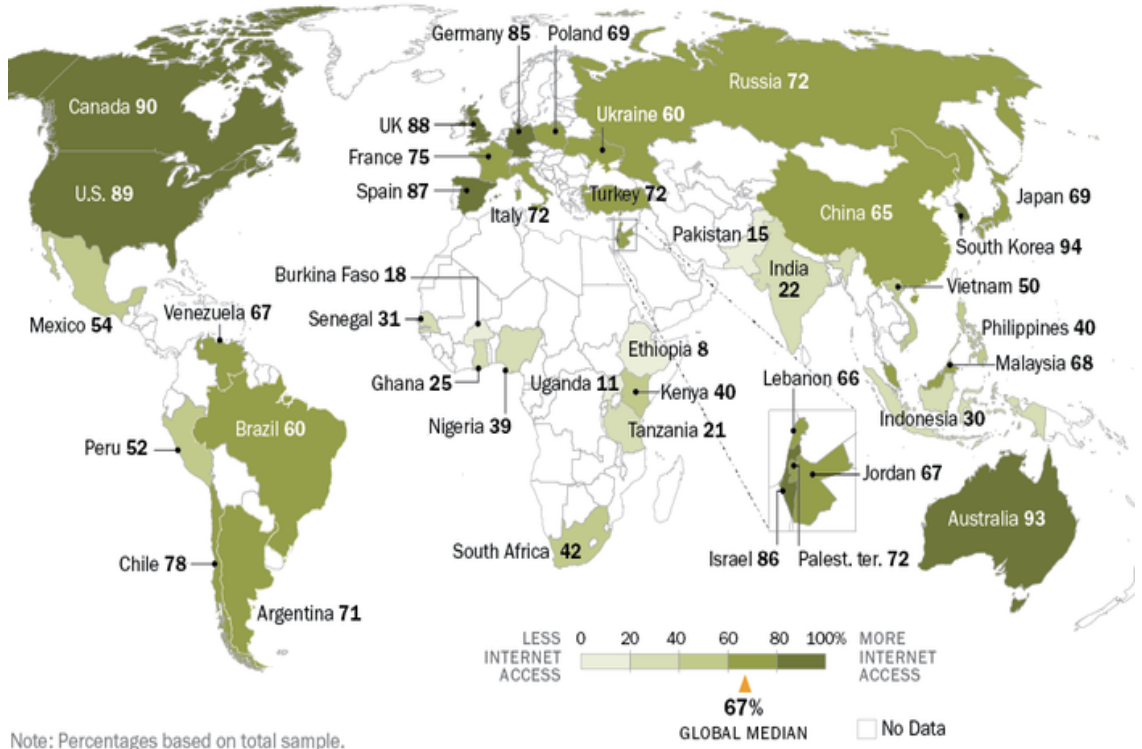 Germany 85
Poland 69
Russia 72
Canada 90
Ukraine 60
UK 88
France 75
U.S. 89
Spain 87
Turkey 72
Japan 69
China 65
Italy 72
Pakistan 15
South Korea 94
Burkina Faso 18
India
22
Vietnam 50
Venezuela 67
Senegal 31
Mexico 54
Philippines 40
Ethiopia 8
Malaysia 68
Lebanon 66
Ghana 25
Uganda 11
Kenya 40
Indonesia 30
Nigeria 39
Tanzania 21
Brazil 60
Peru 52
Jordan 67
Australia 93
South Africa 42
Israel 86
Palest. ter. 72
Chile 78
Argentina 71
LESS
INTERNET
ACCESS
0 20 40 60 80 100%
MORE
INTERNET
ACCESS
67%
GLOBAL MEDIAN
No Data
Note: Percentages based on total sample.